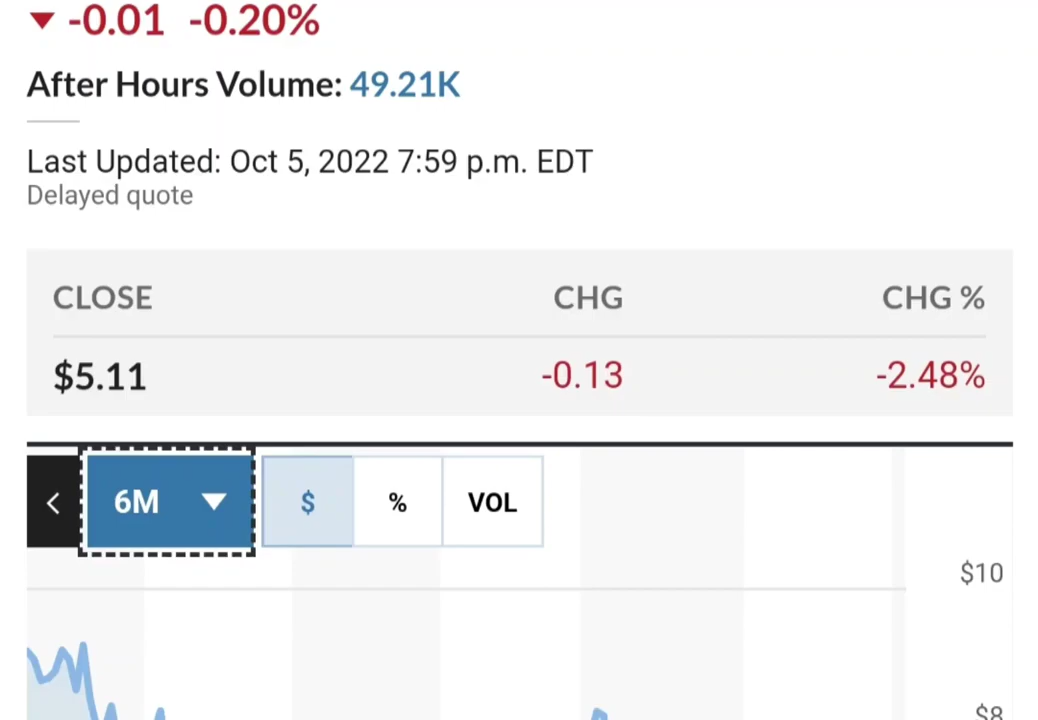 -0.01 -0.20%
After Hours Volume: 49.21K
Last Updated: Oct 5, 2022 7:59 p.m. EDT
Delayed quote
CLOSE CHG CHG %
$5.11 -0.13 -2.48%
6M $ % VOL
$10
$8